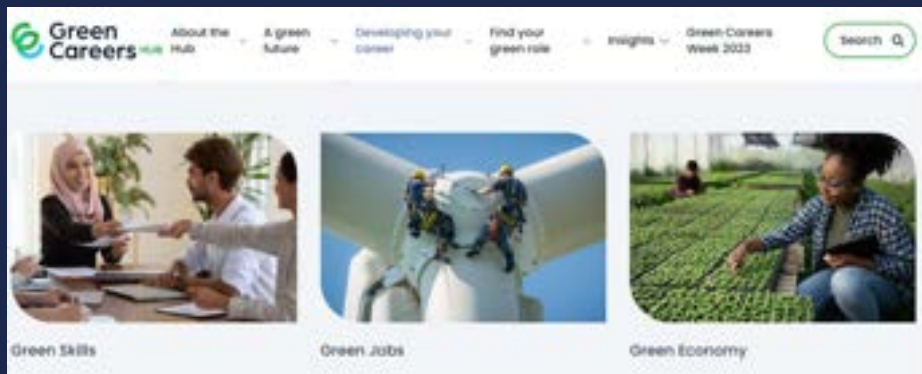 Green
Careers HUB
About the
Hub
A green
future
Developing your
career
Find your
green role
Insights
Green Careers
Week 2023
Search
Green Skills
Green Jobs
Green Economy